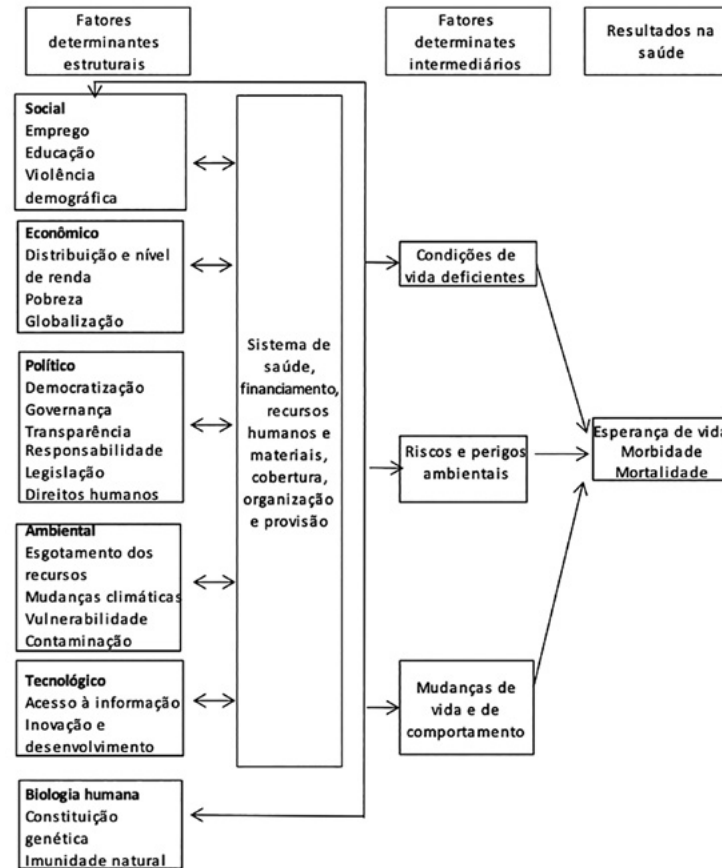 Fatores
determinantes
estruturais
Fatores
determinates
intermediários
Resultados na
saúde
Social
Emprego
Educação
Violência
demográfica
Econômico
Distribuição e nível
de renda
Pobreza
Globalização
Político
Democratização
Governança
Transparência
Responsabilidade
Legislação
Direitos humanos
Ambiental
Esgotamento dos
recursos
Mudanças climáticas
Vulnerabilidade
Contaminação
Tecnológico
Acesso à informação
Inovação e
desenvolvimento
Biologia humana
Constituição
genética
Imunidade natural
Sistema de
saúde,
financiamento,
recursos
humanos e
materiais,
cobertura,
organização
e provisão
Condições de
vida deficientes
Riscos e perigos
ambientais
Mudanças de
vida e de
comportamento
Esperança de vida
Morbidade
Mortalidade